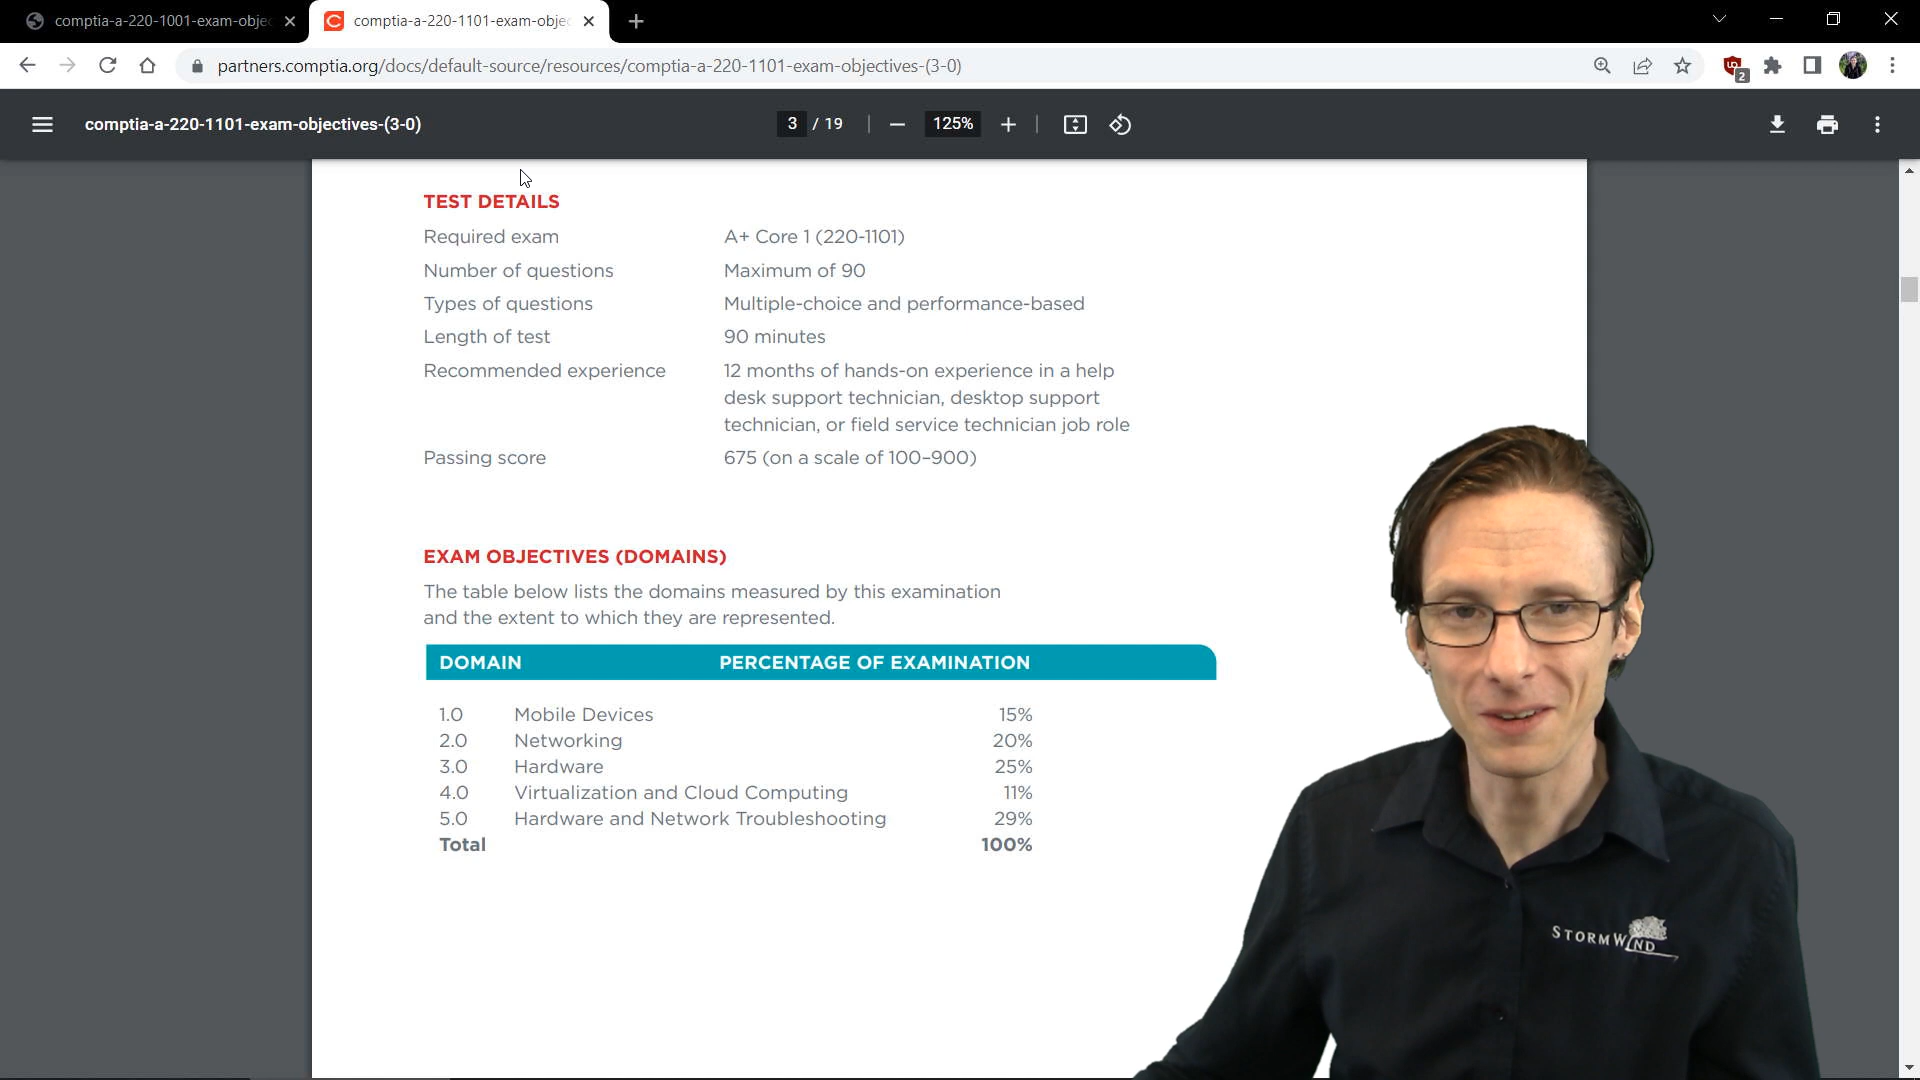 comptia-a-220-1001-exam-obje
comptia-a-220-1101-exam-obje
partners.comptia.org/docs/default-source/resources/comptia-a-220-1101-exam-objectives-(3-0)
2
comptia-a-220-1101-exam-objectives-(3-0)
3 / 19
125%
TEST DETAILS
Required exam A+ Core 1 (220-1101)
Number of questions Maximum of 90
Types of questions Multiple-choice and performance-based
Length of test 90 minutes
Recommended experience 12 months of hands-on experience in a help
desk support technician, desktop support
technician, or field service technician job role
Passing score 675 (on a scale of 100–900)
EXAM OBJECTIVES (DOMAINS)
The table below lists the domains measured by this examination
and the extent to which they are represented.
DOMAIN PERCENTAGE OF EXAMINATION
1.0 Mobile Devices 15%
2.0 Networking 20%
3.0 Hardware 25%
4.0 Virtualization and Cloud Computing 11%
5.0 Hardware and Network Troubleshooting 29%
Total 100%
STORMWIND